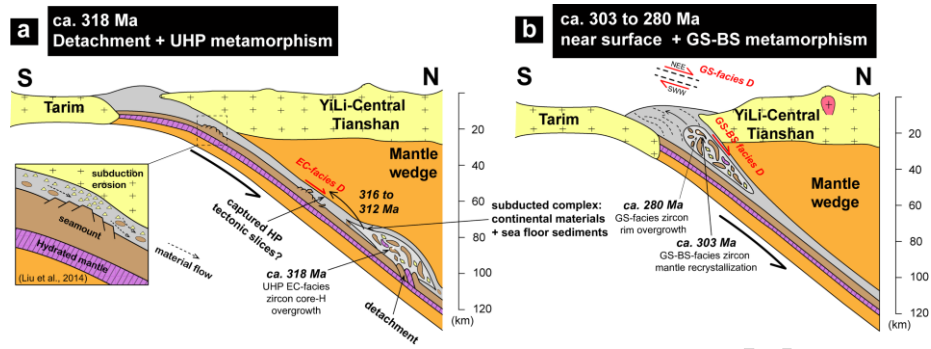 a
ca. 318 Ma
Detachment + UHP metamorphism
S
N
Tarim
YiLi-Central
Tianshan
Mantle
wedge
20
40
60
80
100
120
(km)
EC-facies D
316 to
312 Ma
captured HP
tectonic slices?
subduction
erosion
seamount
Hydrated mantle
(Liu et al., 2014)
material flow
ca. 318 Ma
UHP EC-facies
zircon core-H
overgrowth
detachment
subducted complex:
continental materials
+ sea floor sediments
b
ca. 303 to 280 Ma
near surface + GS-BS metamorphism
S
N
NEE
SWW
GS-facies D
Tarim
YiLi-Central
Tianshan
GS-BS facies D
Mantle
wedge
ca. 280 Ma
GS-facies zircon
rim overgrowth
ca. 303 Ma
GS-BS-facies zircon
mantle recrystallization
20
40
60
80
100
120
(km)